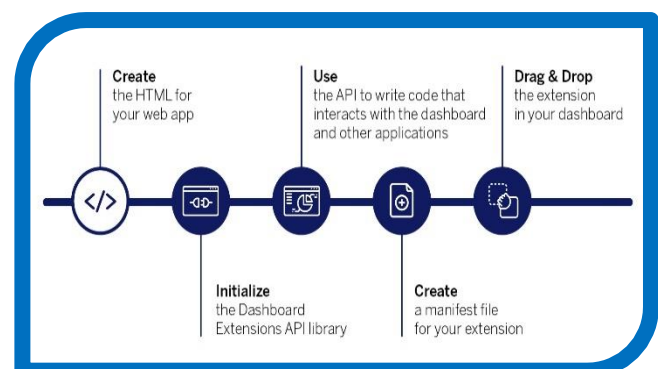 Create
the HTML for
your web app
Use
the API to write code that
interacts with the dashboard
and other applications
Drag & Drop
the extension
in your dashboard
</>
Initialize
the Dashboard
Extensions API library
Create
a manifest file
for your extension